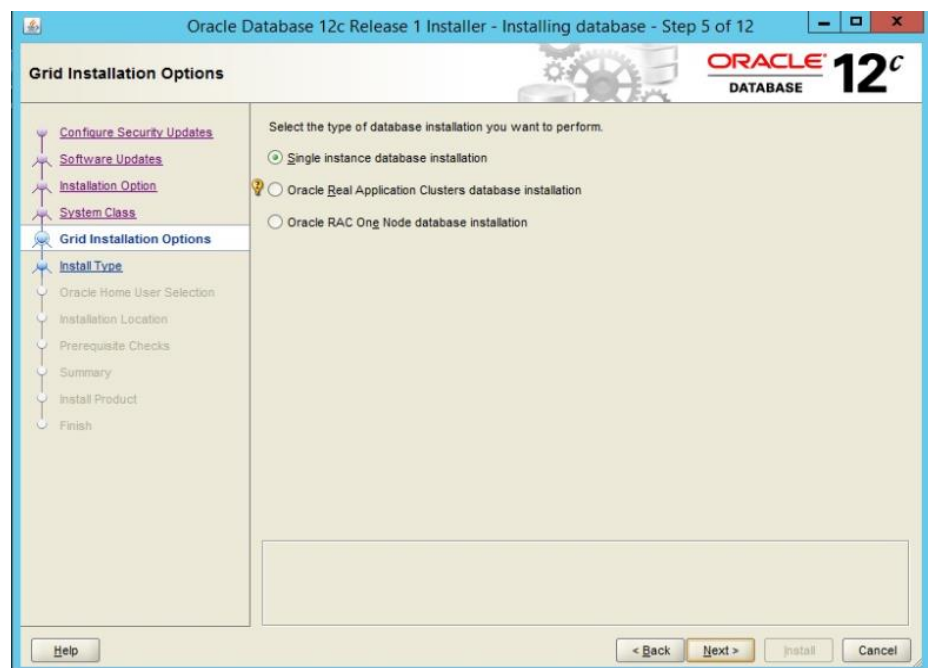 Oracle Database 12c Release 1 Installer - Installing database - Step 5 of 12
Grid Installation Options
ORACLE
DATABASE
12c
Configure Security Updates
Software Updates
Installation Option
System Class
Grid Installation Options
Install Type
Oracle Home User Selection
Installation Location
Prerequisite Checks
Summary
Install Product
Finish
Select the type of database installation you want to perform.
Single instance database installation
Oracle Real Application Clusters database installation
Oracle RAC One Node database installation
Help
< Back
Next >
Install
Cancel